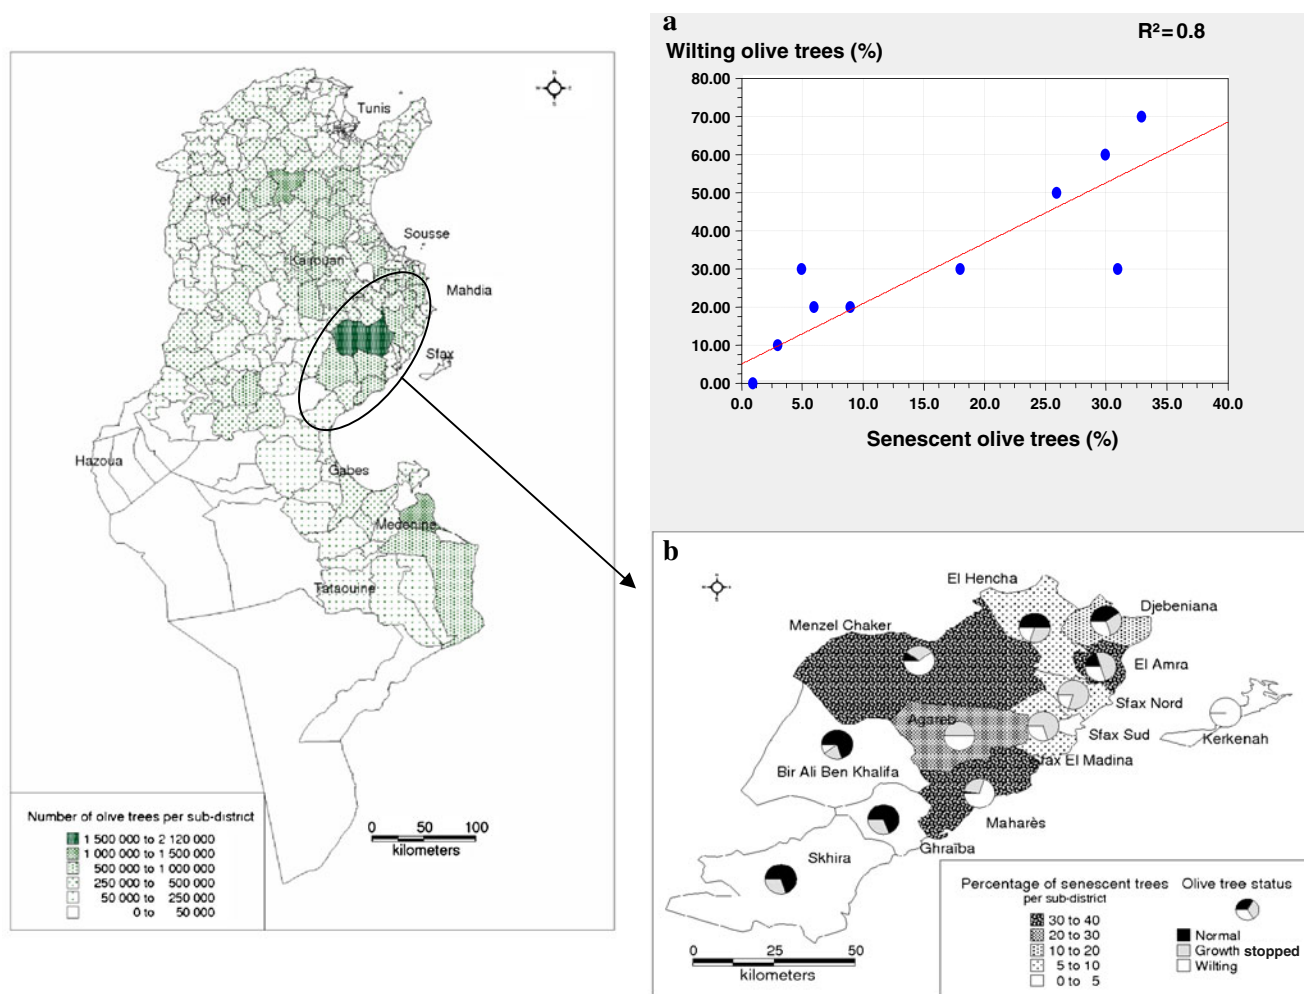 Tunis
Kef
Sousse
Kairouan
Mahdia
Sfax
Hazoua
Gabes
Medenine
Tataouine
Number of olive trees per sub-district
1 500 000 to 2 120 000
1 000 000 to 1 500 000
500 000 to 1 000 000
250 000 to 500 000
50 000 to 250 000
0 to 50 000
0 50 100
kilometers
a
R²=0.8
Wilting olive trees (%)
80.00
70.00
60.00
50.00
40.00
30.00
20.00
10.00
0.00
0.0 5.0 10.0 15.0 20.0 25.0 30.0 35.0 40.0
Senescent olive trees (%)
b
El Hencha
Djebeniana
Menzel Chaker
El Amra
Sfax Nord
Agareb
Sfax Sud
Kerkenah
Sfax El Madina
Bir Ali Ben Khalifa
Maharès
Ghraïba
Skhira
Percentage of senescent trees
per sub-district
30 to 40
20 to 30
10 to 20
5 to 10
0 to 5
Olive tree status
Normal
Growth stopped
Wilting
0 25 50
kilometers